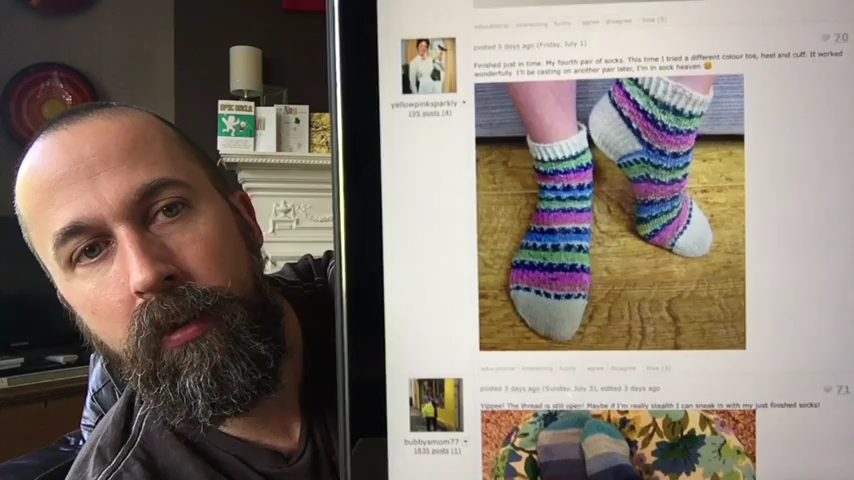 educational interesting funny agree disagree love (5)
posted 5 days ago (Friday, July 1)
70
Finished just in time. My fourth pair of socks. This time I tried a different colour toe, heel and cuff. It worked
wonderfully. I'll be casting on another pair later, I'm in sock heaven
yellowpinksparkly
195 posts (4)
educational interesting funny agree disagree love (3)
posted 3 days ago (Sunday, July 3), edited 3 days ago
71
Yippee! The thread is still open! Maybe if I'm really stealth I can sneak in with my just finished socks!
bubbysmom77
1835 posts (1)